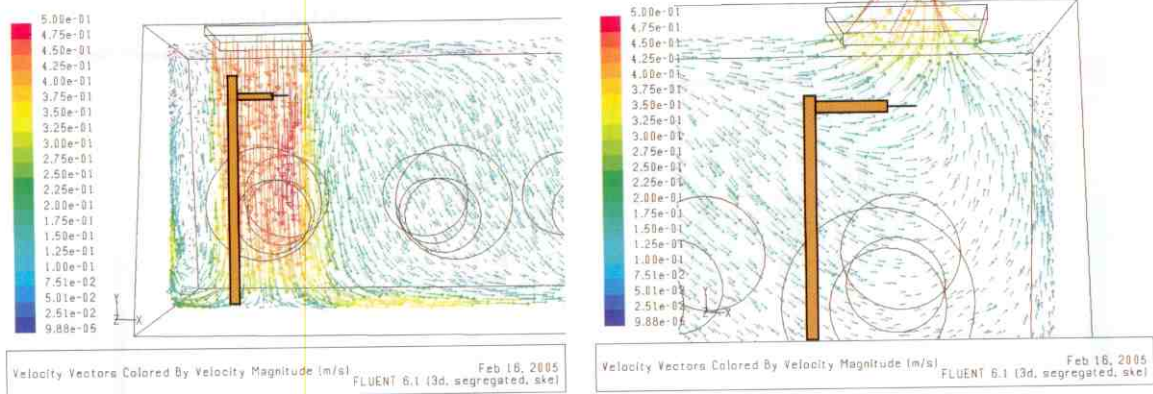 5.00e-01
4.75e-01
4.50e-01
4.25e-01
4.00e-01
3.75e-01
3.50e-01
3.25e-01
3.00e-01
2.75e-01
2.50e-01
2.25e-01
2.00e-01
1.75e-01
1.50e-01
1.25e-01
1.00e-01
7.51e-02
5.01e-02
2.51e-02
9.88e-05
Y
Z X
Velocity Vectors Colored By Velocity Magnitude (m/s)
Feb 16, 2005
FLUENT 6.1 (3d, segregated, ske)
5.00e-01
4.75e-01
4.50e-01
4.25e-01
4.00e-01
3.75e-01
3.50e-01
3.25e-01
3.00e-01
2.75e-01
2.50e-01
2.25e-01
2.00e-01
1.75e-01
1.50e-01
1.25e-01
1.00e-01
7.51e-02
5.01e-02
2.51e-02
9.88e-05
Y
Z X
Velocity Vectors Colored By Velocity Magnitude (m/s)
Feb 16, 2005
FLUENT 6.1 (3d, segregated, ske)